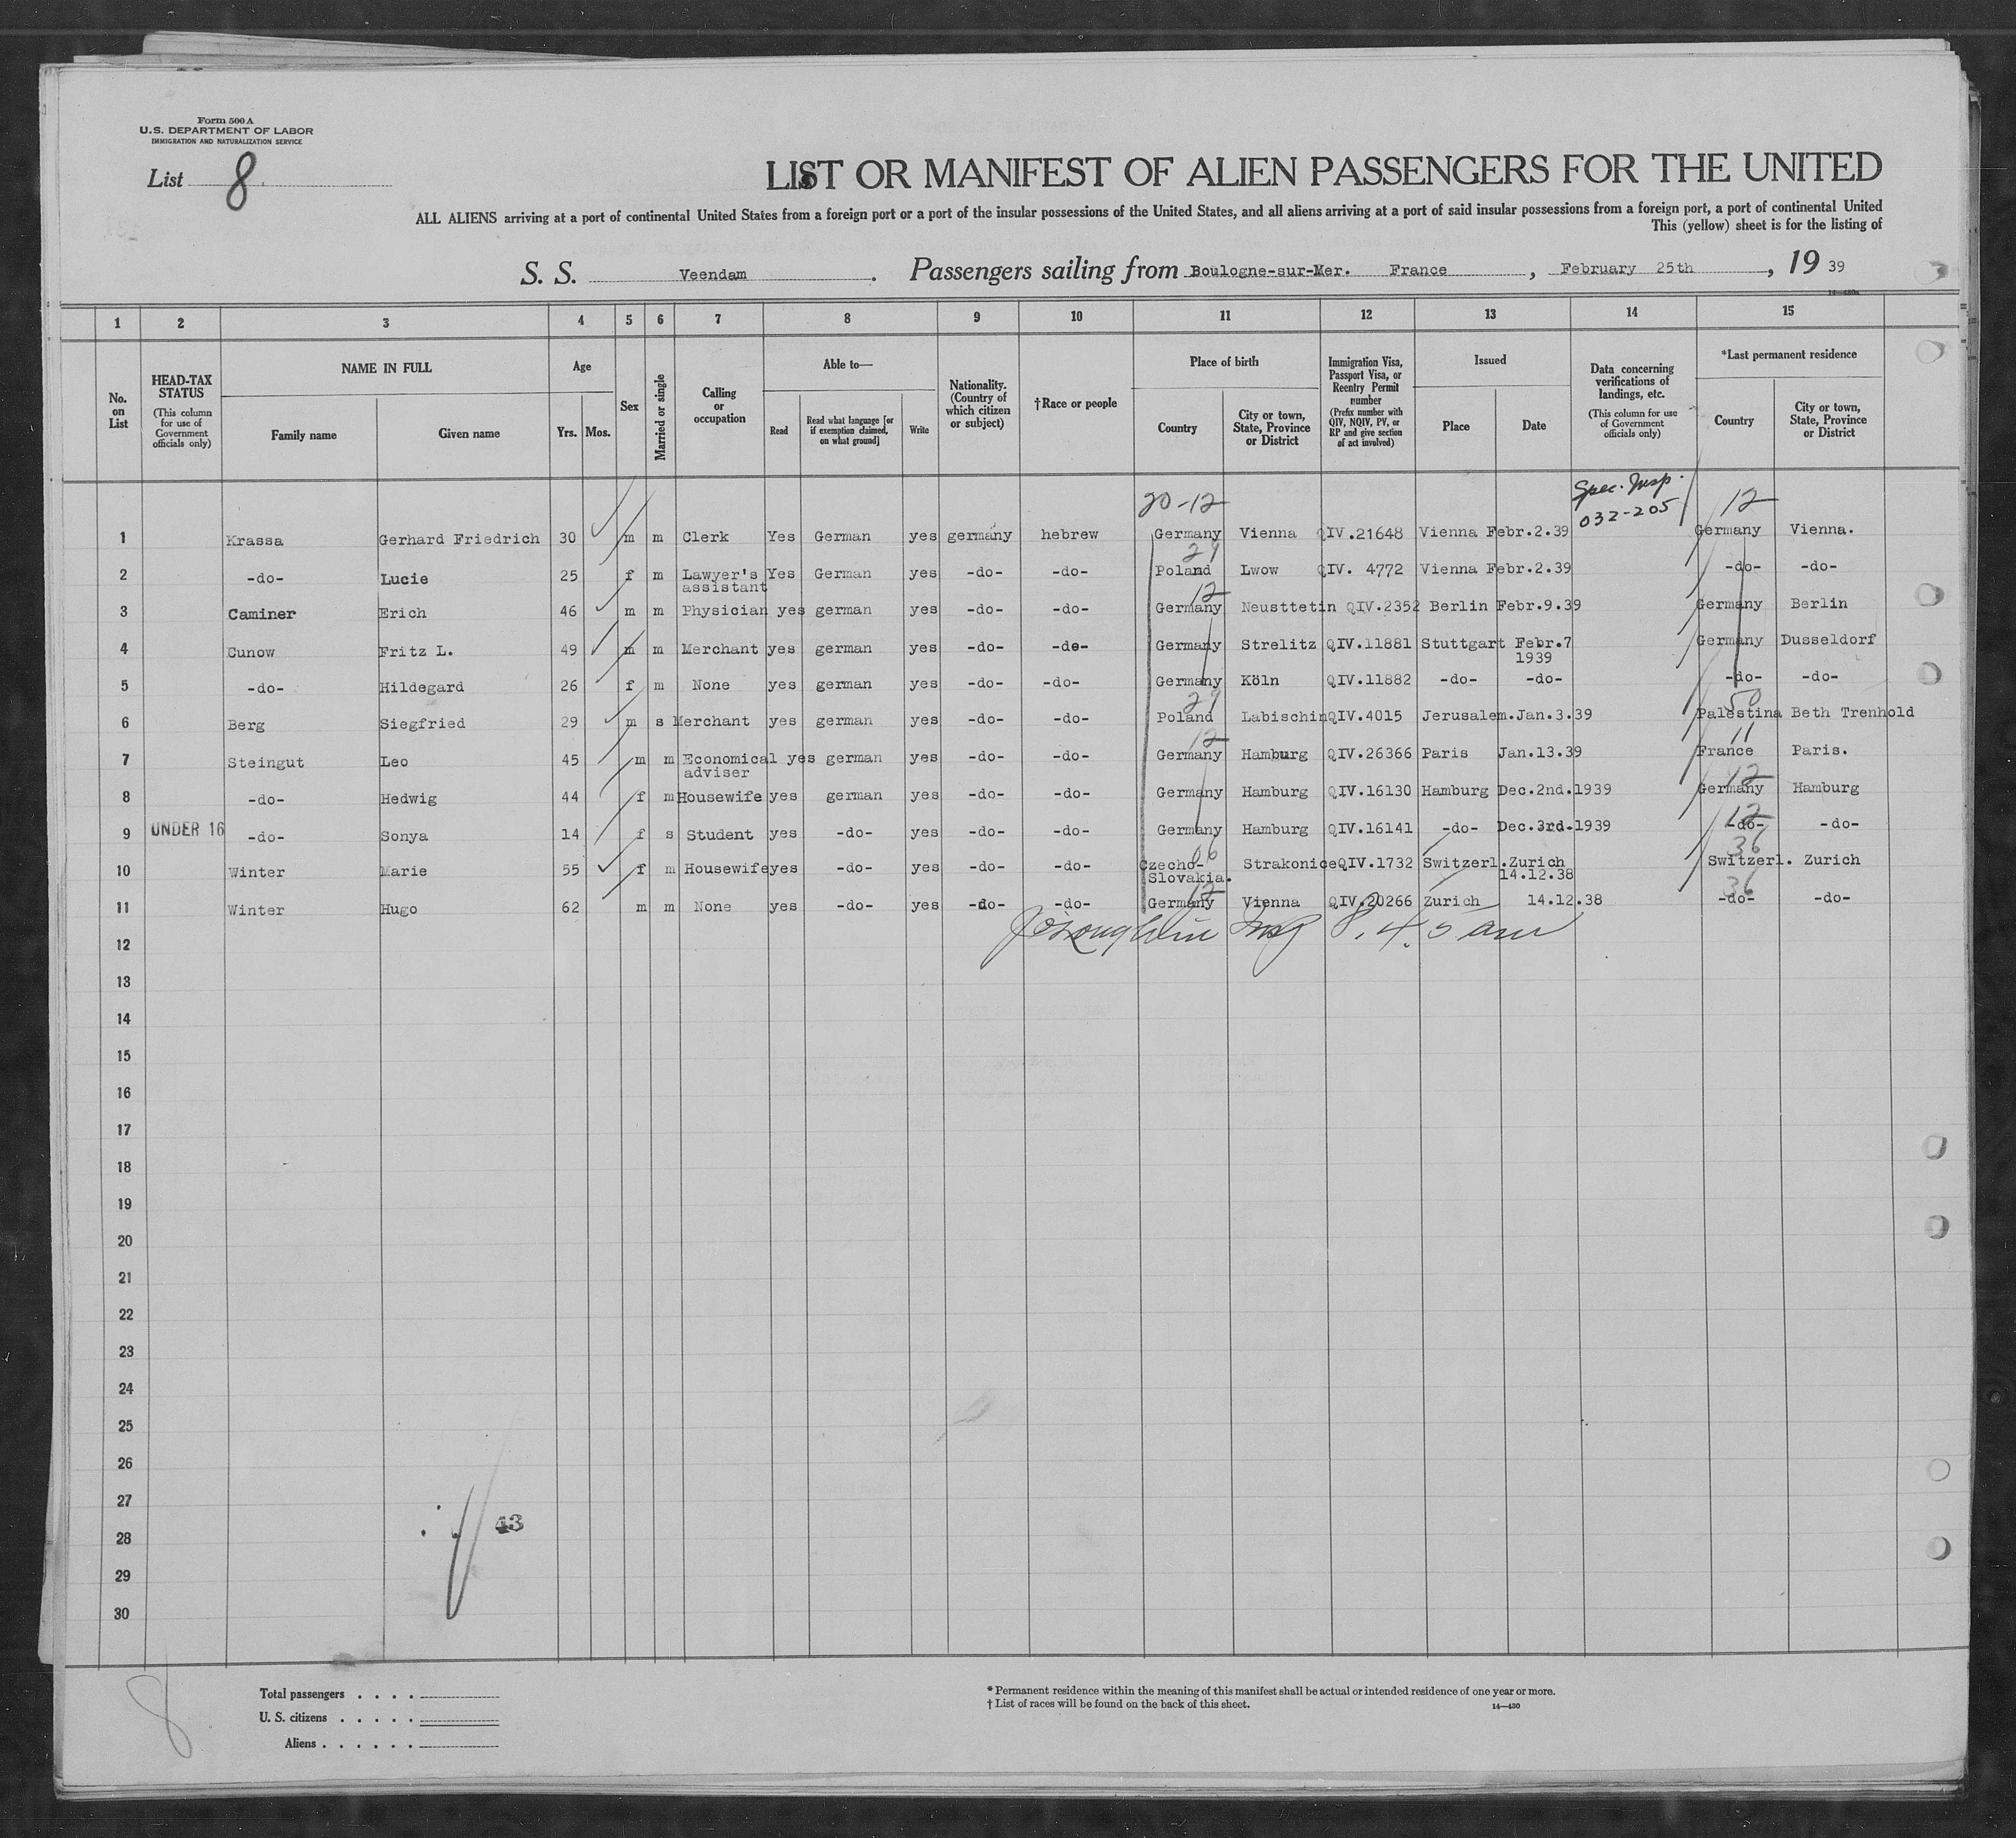 Form 500 A
U.S. DEPARTMENT OF LABOR
IMMIGRATION AND NATURALIZATION SERVICE
List 8
LIST OR MANIFEST OF ALIEN PASSENGERS FOR THE UNITED
ALL ALIENS arriving at a port of continental United States from a foreign port or a port of the insular possessions of the United States, and all aliens arriving at a port of said insular possessions from a foreign port, a port of continental United
This (yellow) sheet is for the listing of
S. S. Veendam. Passengers sailing from Boulogne-sur-Mer. France, February 25th, 19 39
14—480a
1 2 3 4 5 6 7 8 9 10 11 12 13 14 15
No. on List
HEAD-TAX STATUS (This column for use of Government officials only)
NAME IN FULL Family name Given name
Age Yrs. Mos.
Sex
Married or single
Calling or occupation
Able to— Read Read what language [or if exemption claimed, on what ground] Write
Nationality. (Country of which citizen or subject)
†Race or people
Place of birth Country City or town, State, Province or District
Immigration Visa, Passport Visa, or Reentry Permit number (Prefix number with QIV, NQIV, PV, or RP and give section of act involved)
Issued Place Date
Data concerning verifications of landings, etc. (This column for use of Government officials only)
*Last permanent residence Country City or town, State, Province or District
20-12 Spec. Insp. 032-205 12
1 Krassa Gerhard Friedrich 30 m m Clerk Yes German yes germany hebrew Germany Vienna QIV.21648 Vienna Febr.2.39 Germany Vienna.
29
2 -do- Lucie 25 f m Lawyer's assistant Yes German yes -do- -do- Poland Lwow QIV. 4772 Vienna Febr.2.39 -do- -do-
12
3 Caminer Erich 46 m m Physician yes german yes -do- -do- Germany Neusttetin QIV.2352 Berlin Febr.9.39 Germany Berlin
4 Cunow Fritz L. 49 m m Merchant yes german yes -do- -de- Germany Strelitz QIV.11881 Stuttgart Febr.7 1939 Germany Dusseldorf
5 -do- Hildegard 26 f m None yes german yes -do- -do- Germany Köln QIV.11882 -do- -do- -do- -do-
29 50
6 Berg Siegfried 29 m s Merchant yes german yes -do- -do- Poland Labischin QIV.4015 Jerusalem. Jan.3.39 Palestina Beth Trenhold
12 11
7 Steingut Leo 45 m m Economical adviser yes german yes -do- -do- Germany Hamburg QIV.26366 Paris Jan.13.39 France Paris.
12
8 -do- Hedwig 44 f m Housewife yes german yes -do- -do- Germany Hamburg QIV.16130 Hamburg Dec.2nd.1939 Germany Hamburg
12
9 UNDER 16 -do- Sonya 14 f s Student yes -do- yes -do- -do- Germany Hamburg QIV.16141 -do- Dec.3rd.1939 -do- -do-
06 36
10 Winter Marie 55 f m Housewife yes -do- yes -do- -do- Czecho-Slovakia. Strakonice QIV.1732 Switzerl.Zurich 14.12.38 Switzerl. Zurich
12 36
11 Winter Hugo 62 m m None yes -do- yes -do- -do- Germany Vienna QIV.20266 Zurich 14.12.38 -do- -do-
12 Insp 8.45 am
13
14
15
16
17
18
19
20
21
22
23
24
25
26
27
28 43
29
30
8
Total passengers
U. S. citizens
Aliens
* Permanent residence within the meaning of this manifest shall be actual or intended residence of one year or more.
† List of races will be found on the back of this sheet.
14—430